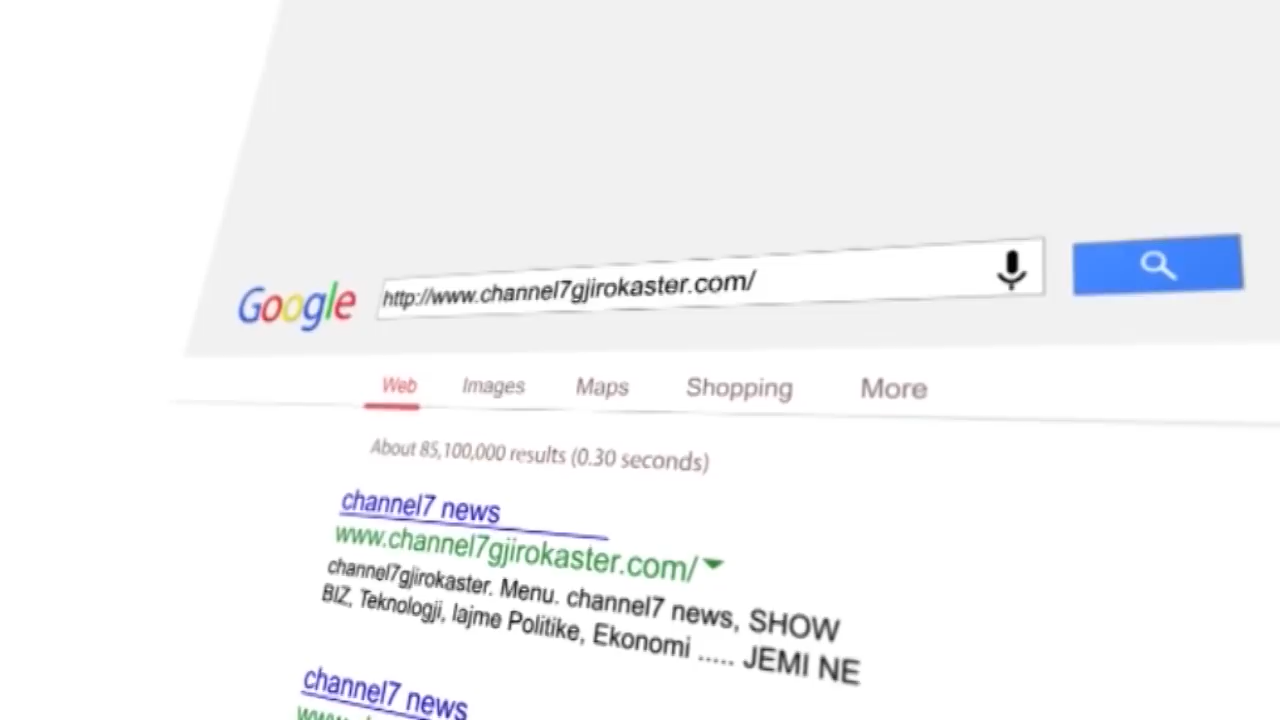 Google http://www.channel7gjirokaster.com/
Web Images Maps Shopping More
About 85,100,000 results (0.30 seconds)
channel7 news
www.channel7gjirokaster.com/
channel7gjirokaster. Menu. channel7 news, SHOW
BIZ, Teknologji, lajme Politike, Ekonomi ..... JEMI NE
channel7 news